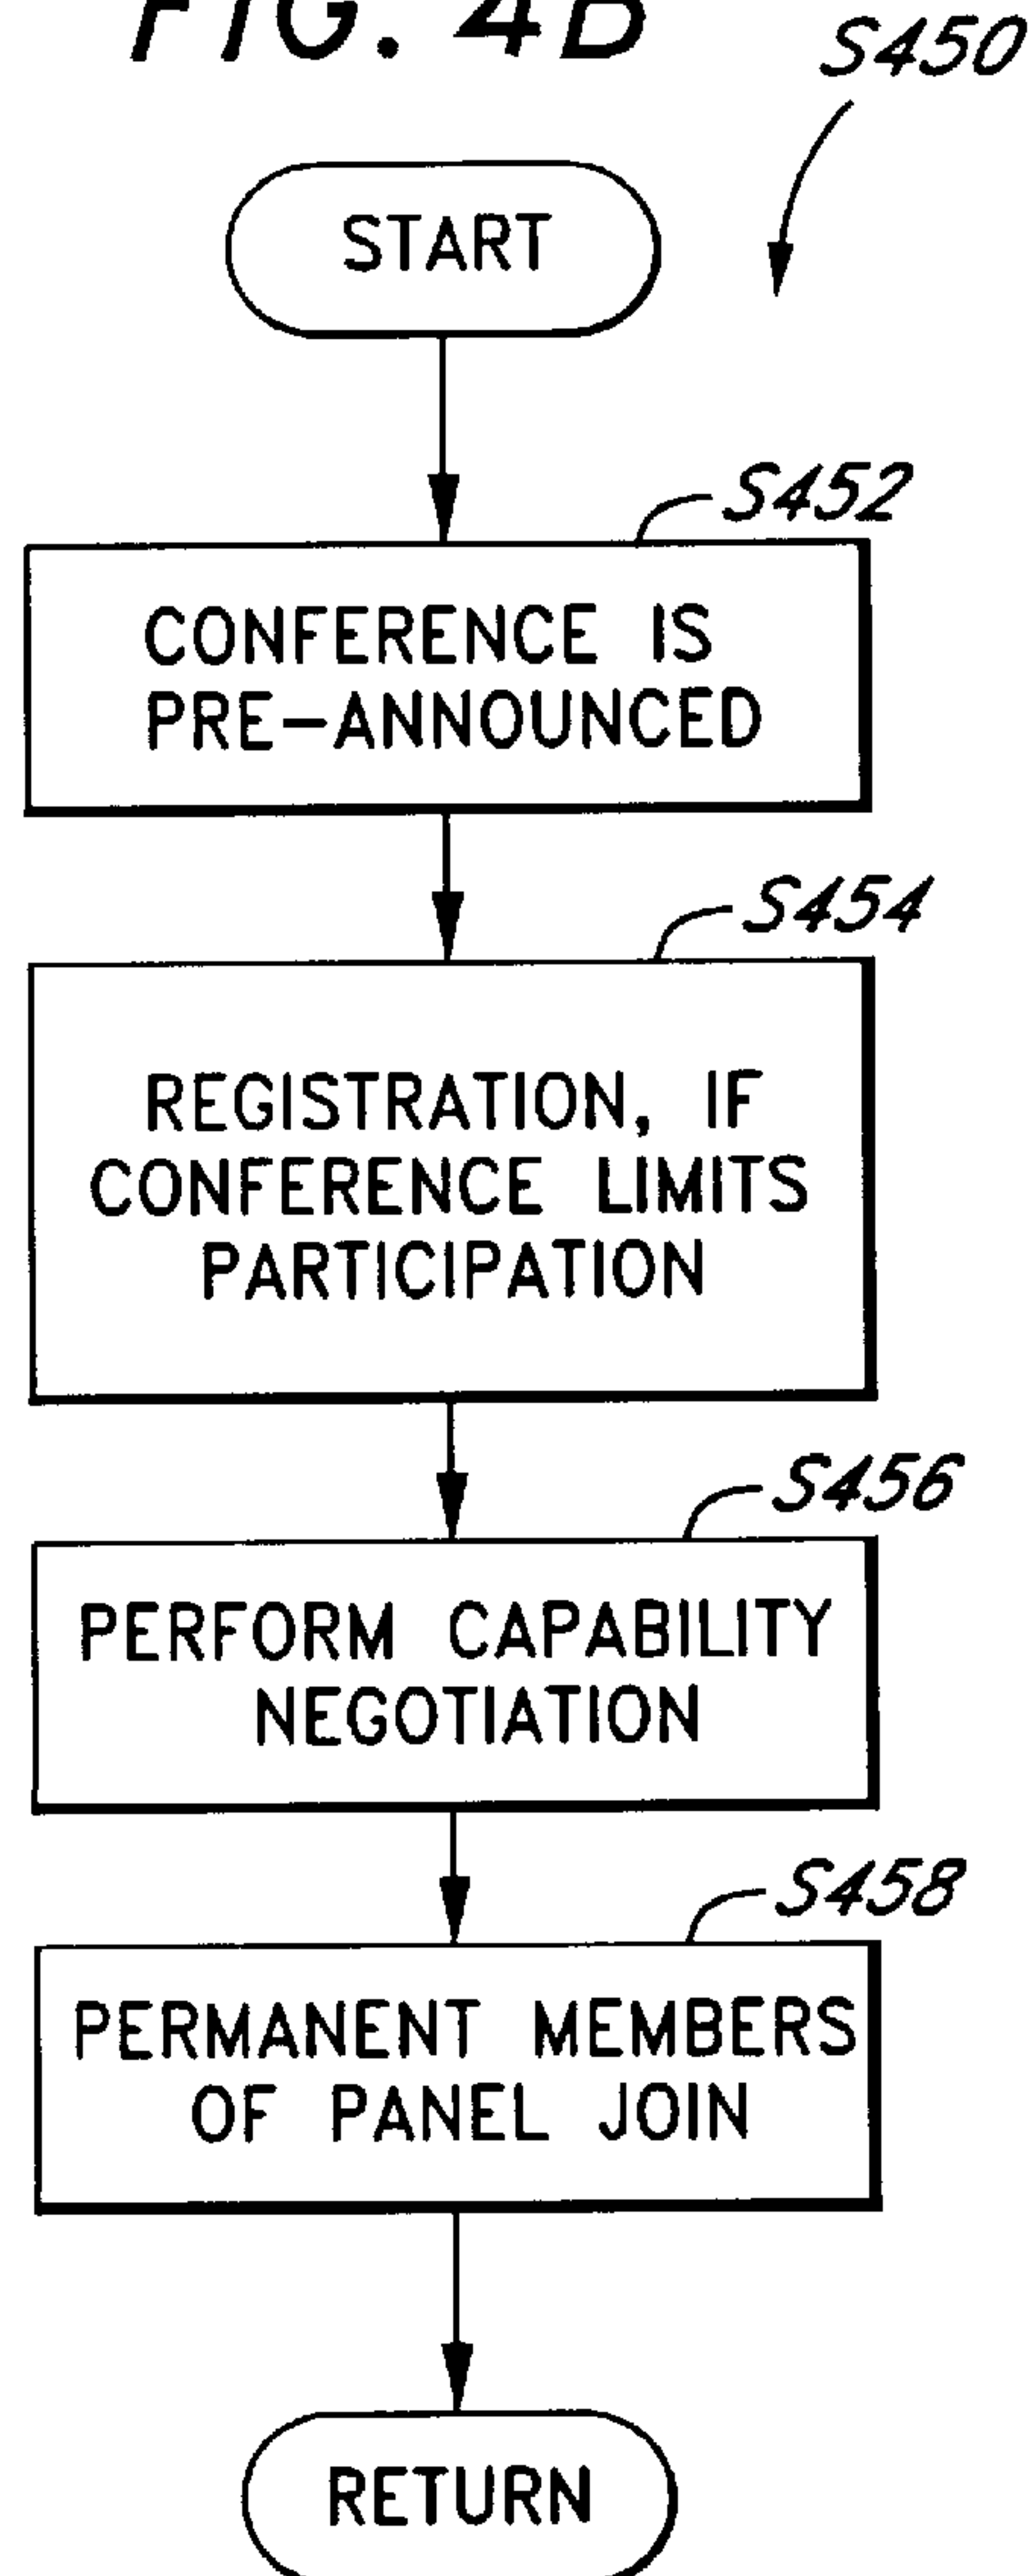 FIG. 4B
S450
START
S452
CONFERENCE IS
PRE-ANNOUNCED
S454
REGISTRATION, IF
CONFERENCE LIMITS
PARTICIPATION
S456
PERFORM CAPABILITY
NEGOTIATION
S458
PERMANENT MEMBERS
OF PANEL JOIN
RETURN